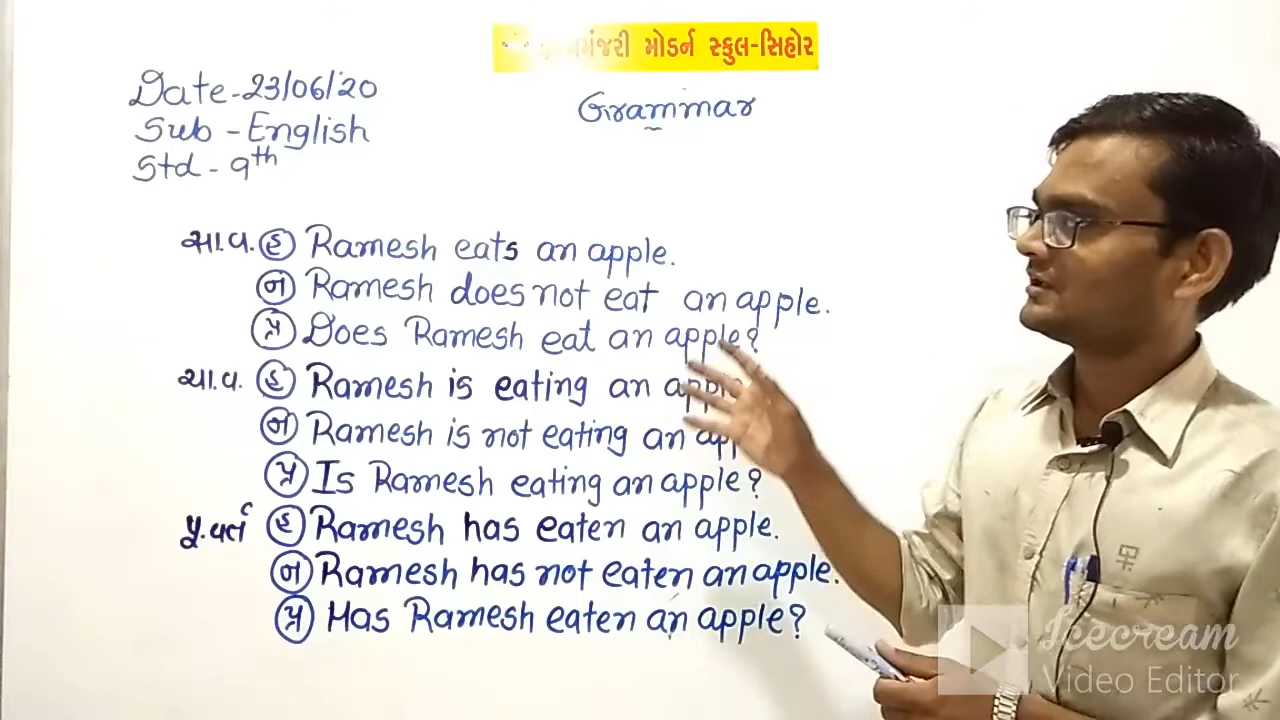 મંજરી મોડર્ન સ્કુલ-સિહોર
Date-23/06/20
Grammar
Sub-English
Std-9th
સા.વ. હ Ramesh eats an apple.
ન Ramesh does not eat an apple.
પ્ર Does Ramesh eat an apple?
ચા.વ. હ Ramesh is eating an apple
ન Ramesh is not eating an app
પ્ર Is Ramesh eating an apple?
પૂ.વર્ત હ Ramesh has eaten an apple.
ન Ramesh has not eaten an apple.
પ્ર Has Ramesh eaten an apple?
Icecream
Video Editor